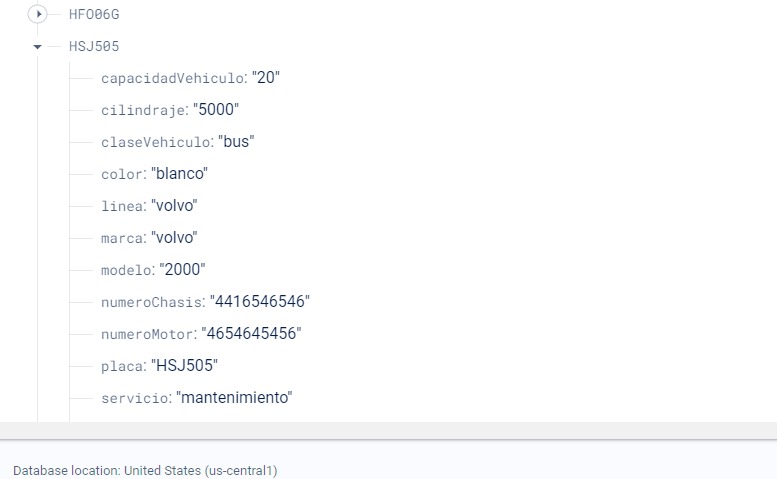 HFO06G
HSJ505
capacidadVehiculo: "20"
cilindraje: "5000"
claseVehiculo: "bus"
color: "blanco"
linea: "volvo"
marca: "volvo"
modelo: "2000"
numeroChasis: "4416546546"
numeroMotor: "4654645456"
placa: "HSJ505"
servicio: "mantenimiento"
Database location: United States (us-central1)